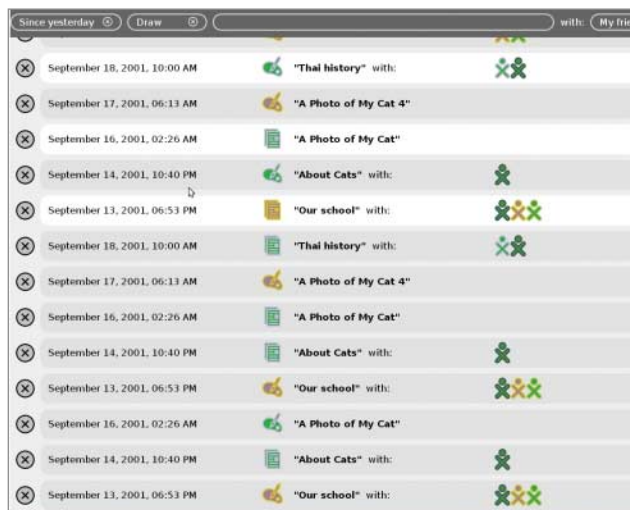 Since yesterday Draw with: My frie
September 18, 2001, 10:00 AM "Thai history" with:
September 17, 2001, 06:13 AM "A Photo of My Cat 4"
September 16, 2001, 02:26 AM "A Photo of My Cat"
September 14, 2001, 10:40 PM "About Cats" with:
September 13, 2001, 06:53 PM "Our school" with:
September 18, 2001, 10:00 AM "Thai history" with:
September 17, 2001, 06:13 AM "A Photo of My Cat 4"
September 16, 2001, 02:26 AM "A Photo of My Cat"
September 14, 2001, 10:40 PM "About Cats" with:
September 13, 2001, 06:53 PM "Our school" with:
September 16, 2001, 02:26 AM "A Photo of My Cat"
September 14, 2001, 10:40 PM "About Cats" with:
September 13, 2001, 06:53 PM "Our school" with: